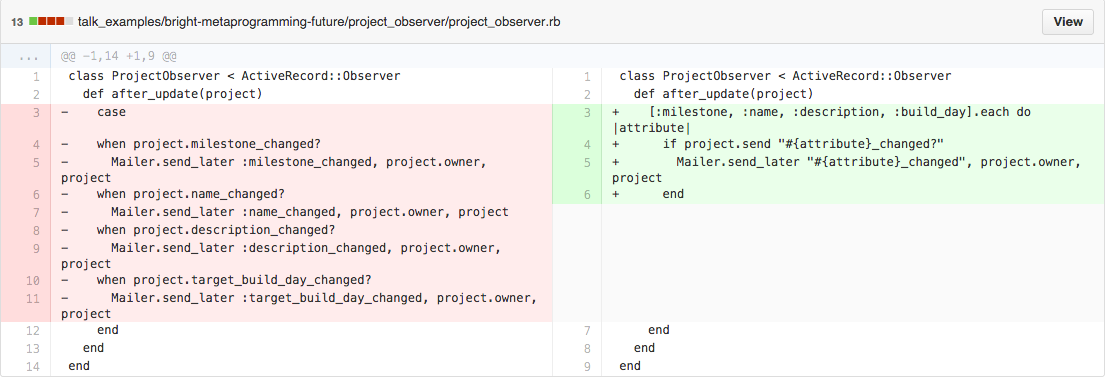 13 talk_examples/bright-metaprogramming-future/project_observer/project_observer.rb View
... @@ -1,14 +1,9 @@
1 class ProjectObserver < ActiveRecord::Observer
2 def after_update(project)
3 - case
4 - when project.milestone_changed?
5 - Mailer.send_later :milestone_changed, project.owner,
project
6 - when project.name_changed?
7 - Mailer.send_later :name_changed, project.owner, project
8 - when project.description_changed?
9 - Mailer.send_later :description_changed, project.owner,
project
10 - when project.target_build_day_changed?
11 - Mailer.send_later :target_build_day_changed, project.owner,
project
12 end
13 end
14 end
1 class ProjectObserver < ActiveRecord::Observer
2 def after_update(project)
3 + [:milestone, :name, :description, :build_day].each do
|attribute|
4 + if project.send "#{attribute}_changed?"
5 + Mailer.send_later "#{attribute}_changed", project.owner,
project
6 + end
7 end
8 end
9 end